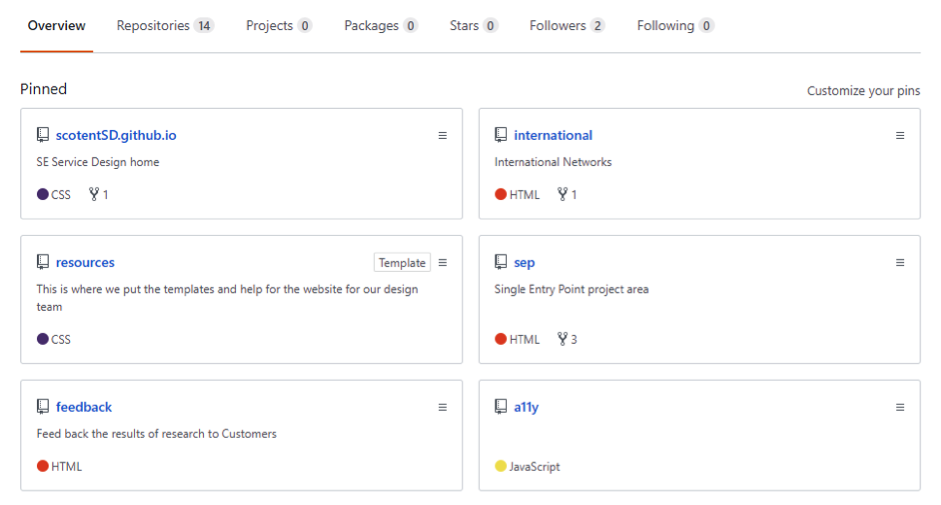 Overview Repositories 14 Projects 0 Packages 0 Stars 0 Followers 2 Following 0
Pinned
Customize your pins
scotentSD.github.io
SE Service Design home
CSS 1
international
International Networks
HTML 1
resources
Template
This is where we put the templates and help for the website for our design
team
CSS
sep
Single Entry Point project area
HTML 3
feedback
Feed back the results of research to Customers
HTML
a11y
JavaScript